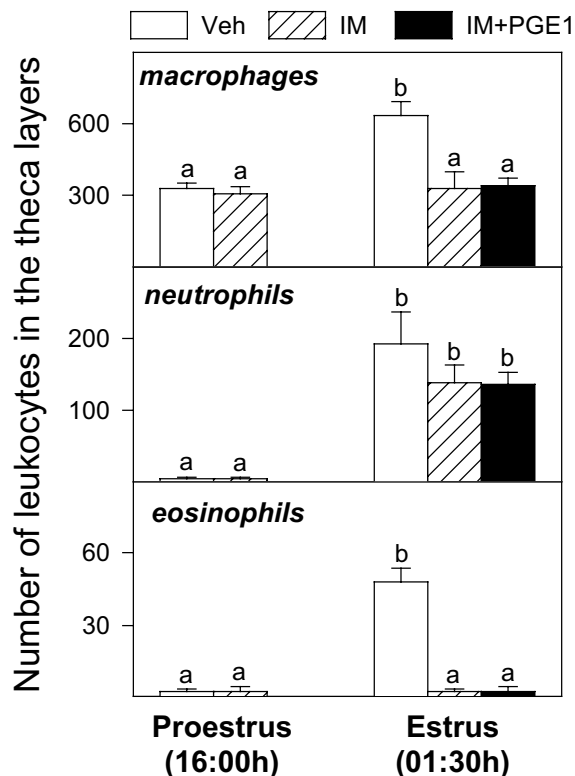 Veh IM IM+PGE1
Number of leukocytes in the theca layers
macrophages
600
300
a a b a a
neutrophils
200
100
a a b b b
eosinophils
60
30
a a b a a
Proestrus Estrus
(16:00h) (01:30h)